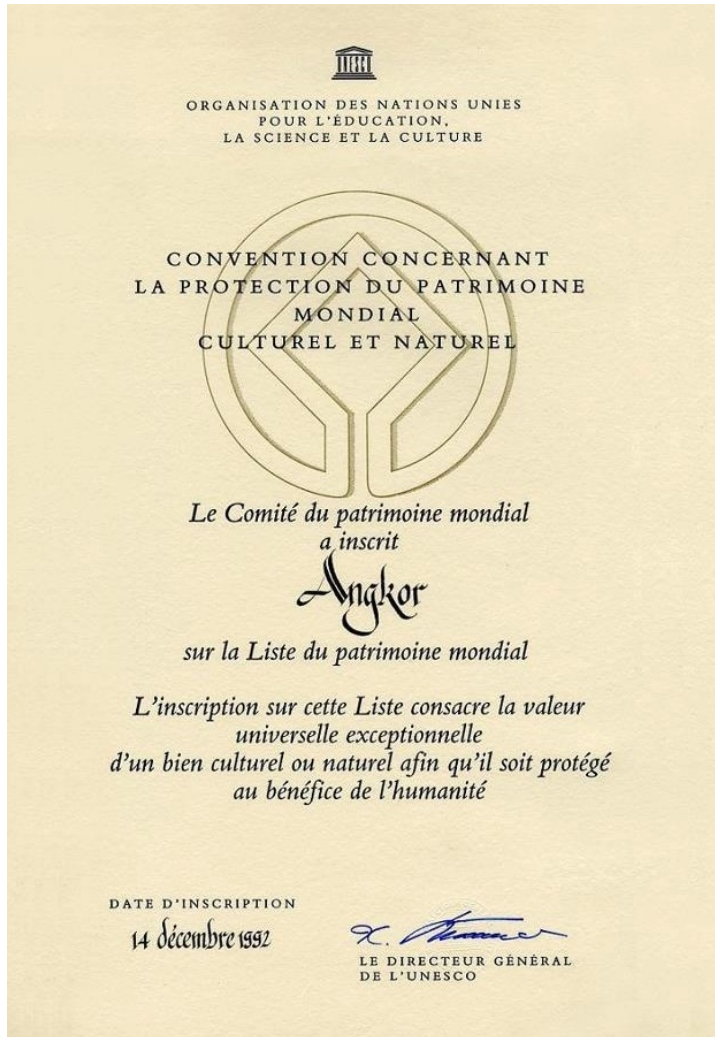 ORGANISATION DES NATIONS UNIES
POUR L'ÉDUCATION,
LA SCIENCE ET LA CULTURE
CONVENTION CONCERNANT
LA PROTECTION DU PATRIMOINE
MONDIAL
CULTUREL ET NATUREL
Le Comité du patrimoine mondial
a inscrit
Angkor
sur la Liste du patrimoine mondial
L'inscription sur cette Liste consacre la valeur
universelle exceptionnelle
d'un bien culturel ou naturel afin qu'il soit protégé
au bénéfice de l'humanité
DATE D'INSCRIPTION
14 décembre 1992
LE DIRECTEUR GÉNÉRAL
DE L'UNESCO